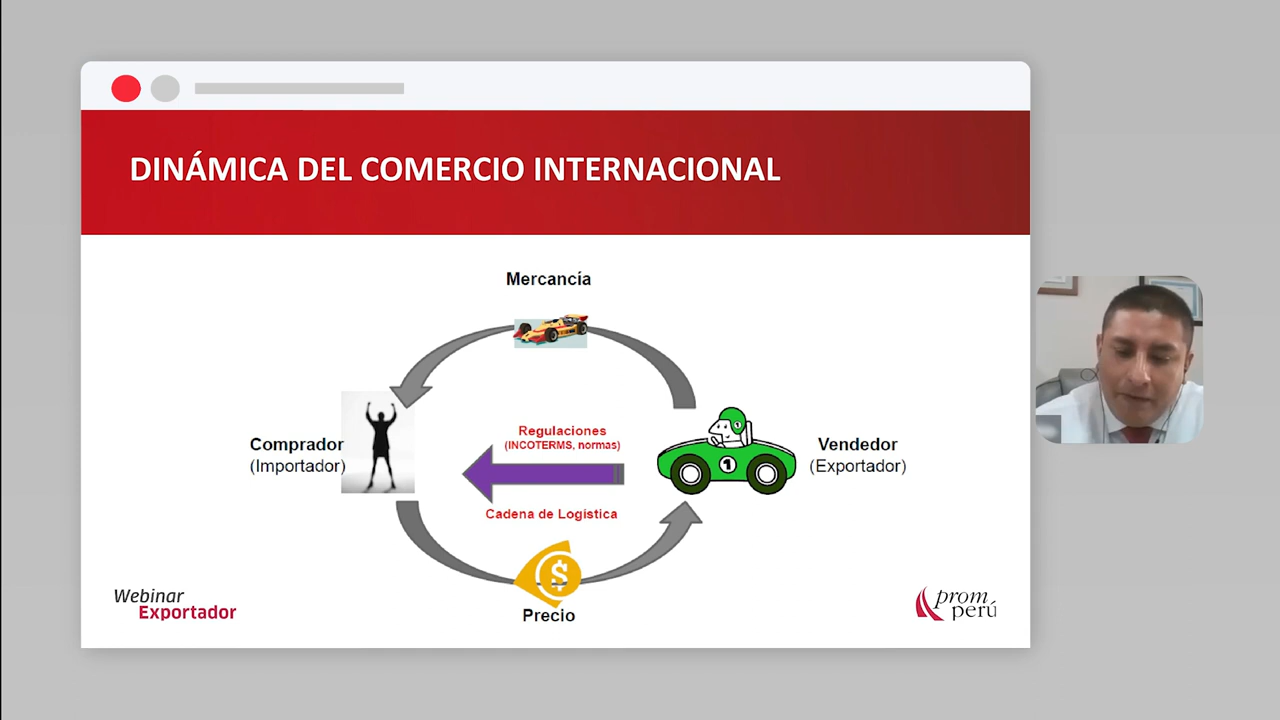 DINÁMICA DEL COMERCIO INTERNACIONAL
Mercancía
Regulaciones
(INCOTERMS, normas)
Comprador
(Importador)
1
Vendedor
(Exportador)
Cadena de Logística
$
Precio
Webinar
Exportador
prom
perú